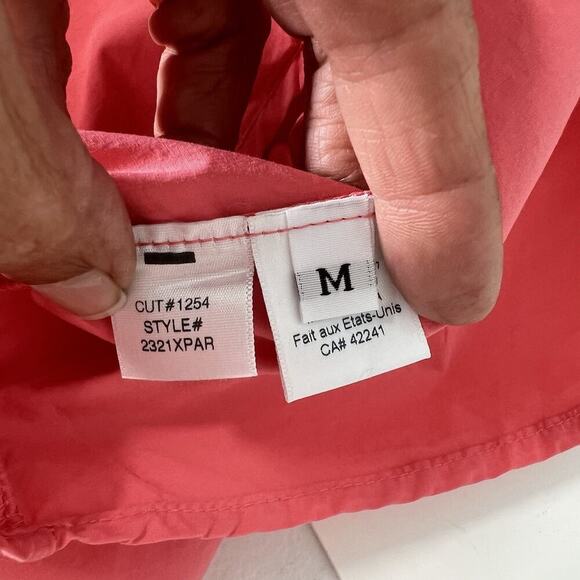 CUT#1254
STYLE#
2321XPAR
M
Fait aux Etats-Unis
CA# 42241